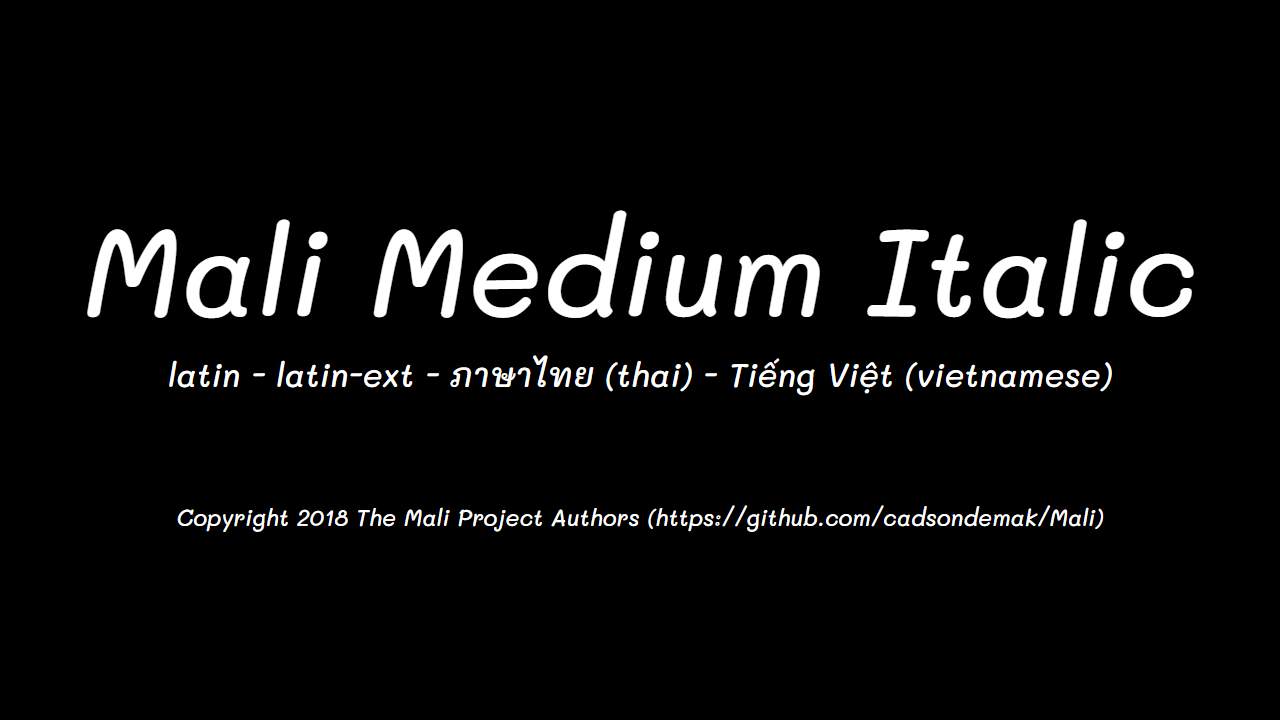 Mali Medium Italic
latin - latin-ext - ภาษาไทย (thai) - Tiếng Việt (vietnamese)
Copyright 2018 The Mali Project Authors (https://github.com/cadsondemak/Mali)